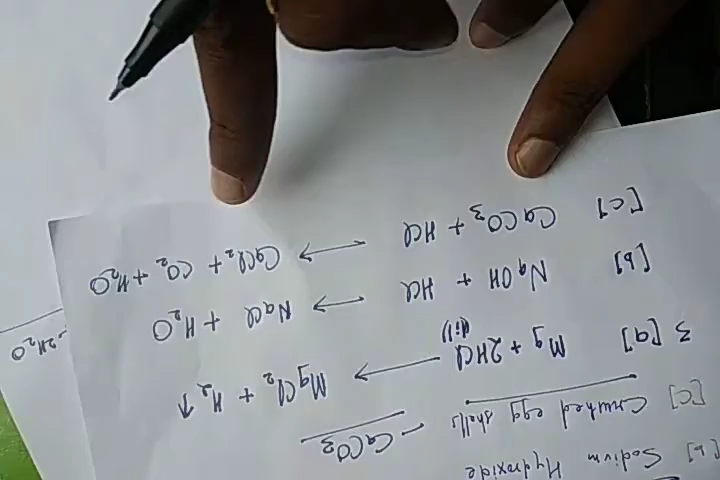 [b] Sodium Hydroxide
[c] Crushed egg shells – CaCO₃
3 [a] Mg + 2HCl (dil) → MgCl₂ + H₂ ↑
[b] NaOH + HCl → NaCl + H₂O
[c] CaCO₃ + HCl → CaCl₂ + CO₂ + H₂O
2H₂O